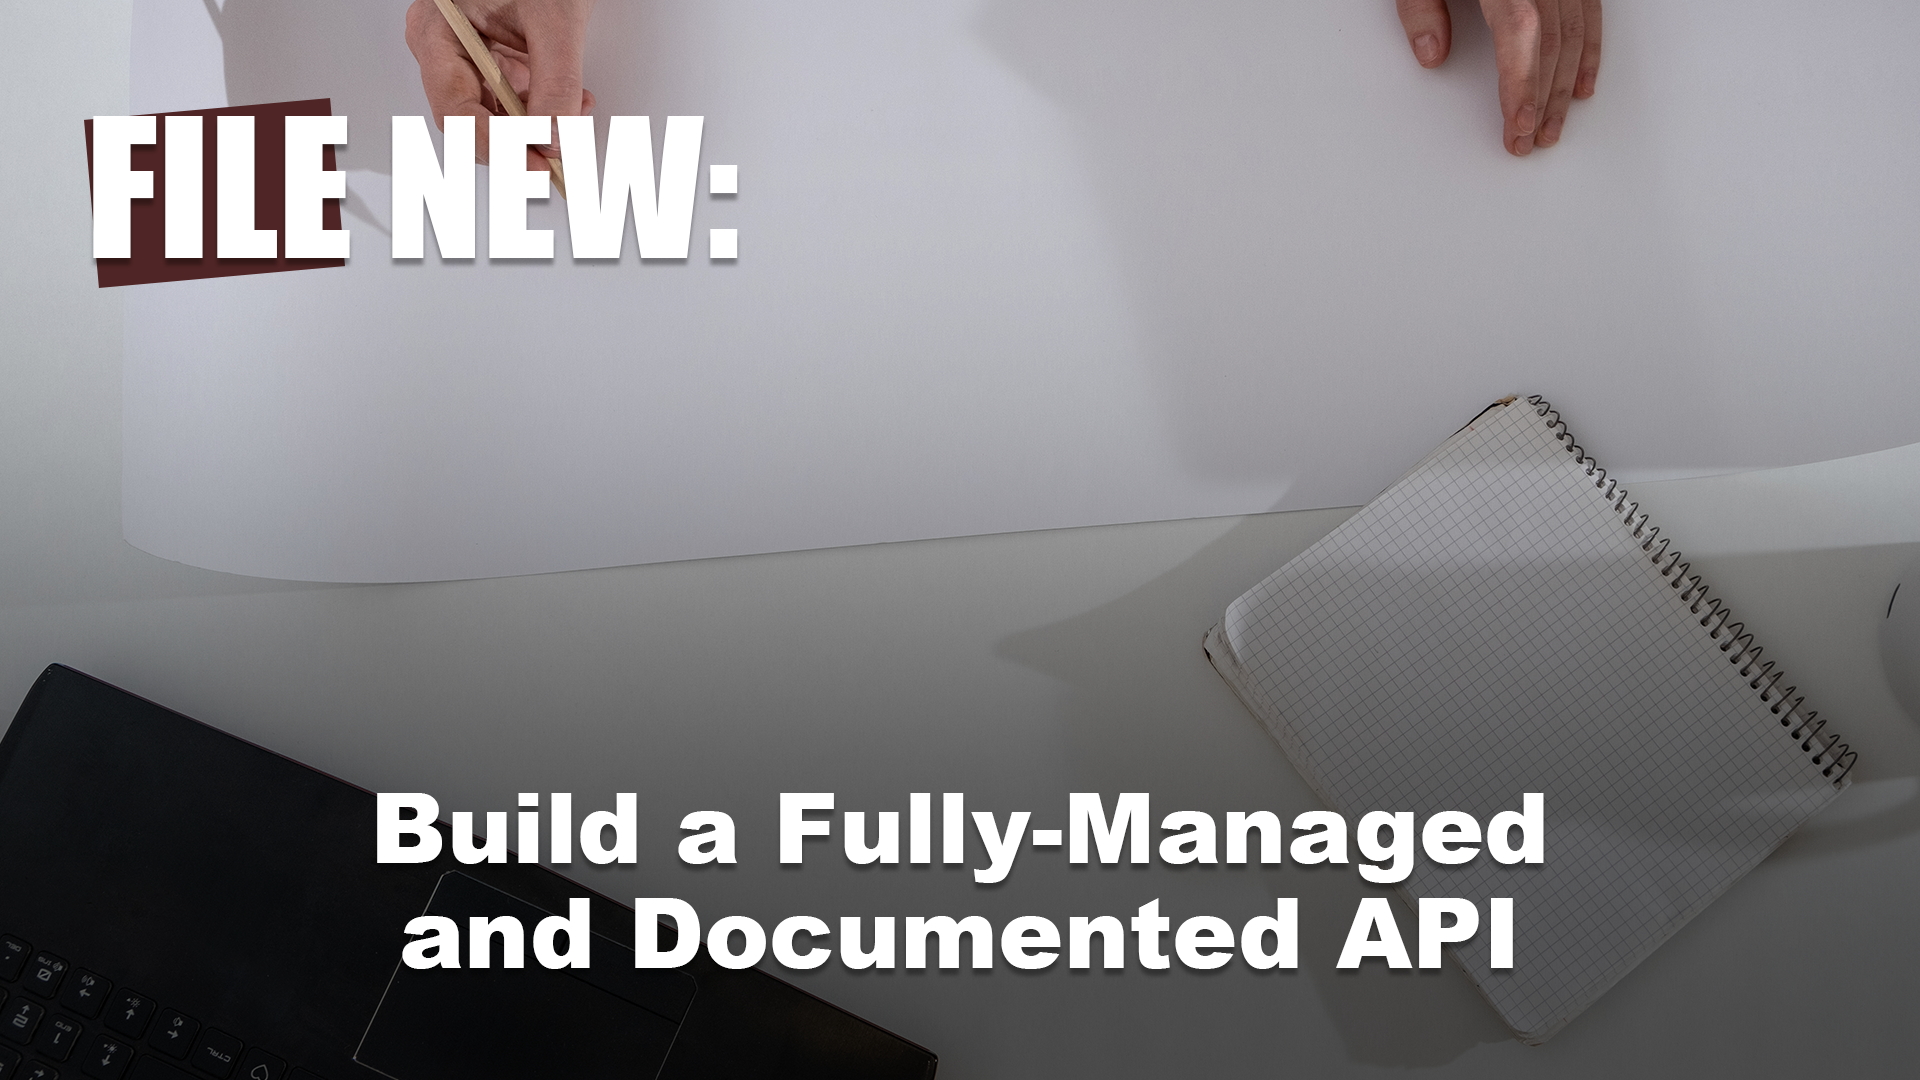 FILE NEW:
Build a Fully-Managed
and Documented API